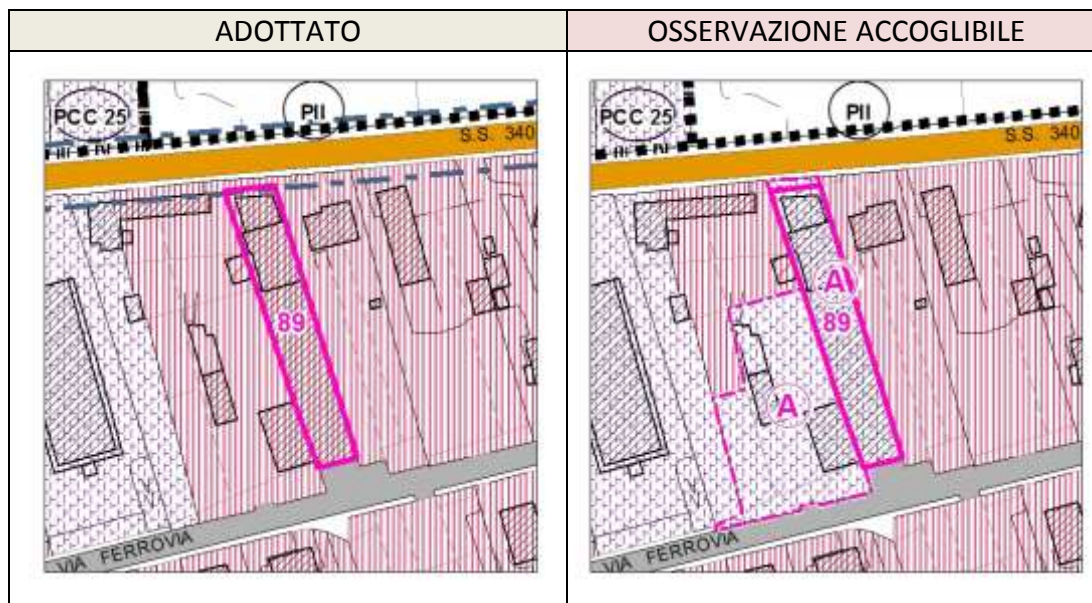 ADOTTATO
OSSERVAZIONE ACCOGLIBILE
PCC 25
PII
S.S. 340
89
VIA FERROVIA
PCC 25
PII
S.S. 340
A
89
A
VIA FERROVIA